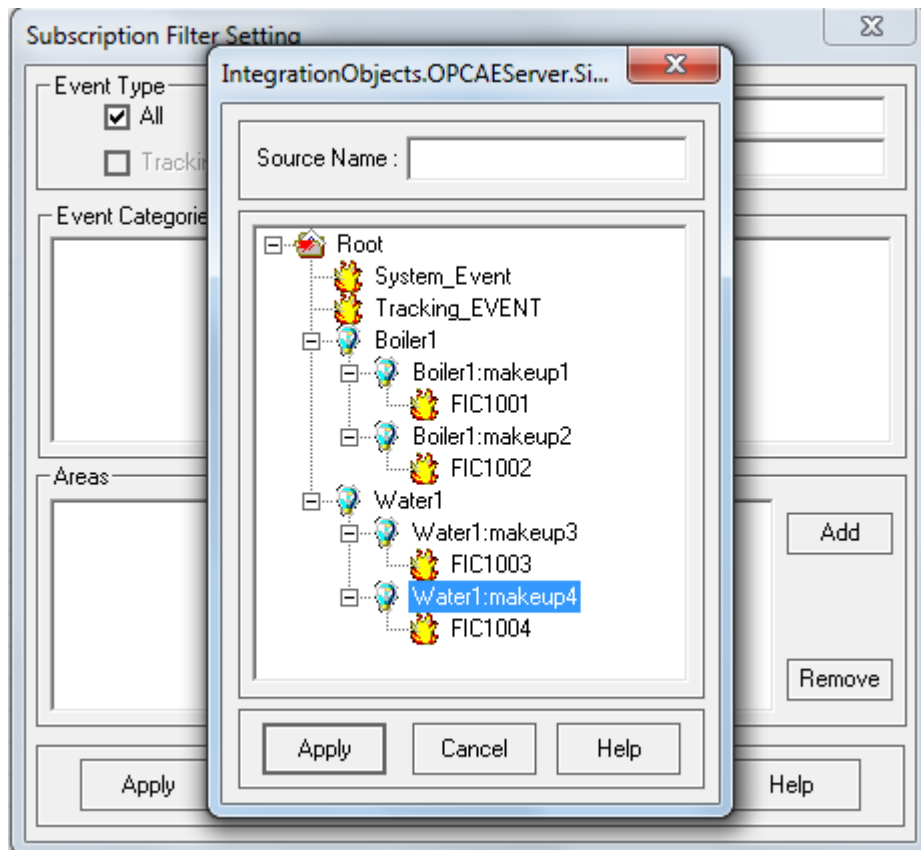 Subscription Filter Setting
IntegrationObjects.OPCAEServer.Si...
Event Type
All
Source Name :
Event Categorie
Root
System_Event
Tracking_EVENT
Boiler1
Boiler1:makeup1
FIC1001
Boiler1:makeup2
FIC1002
Areas
Water1
Water1:makeup3
FIC1003
Water1:makeup4
FIC1004
Add
Remove
Apply
Cancel
Help
Apply
Help